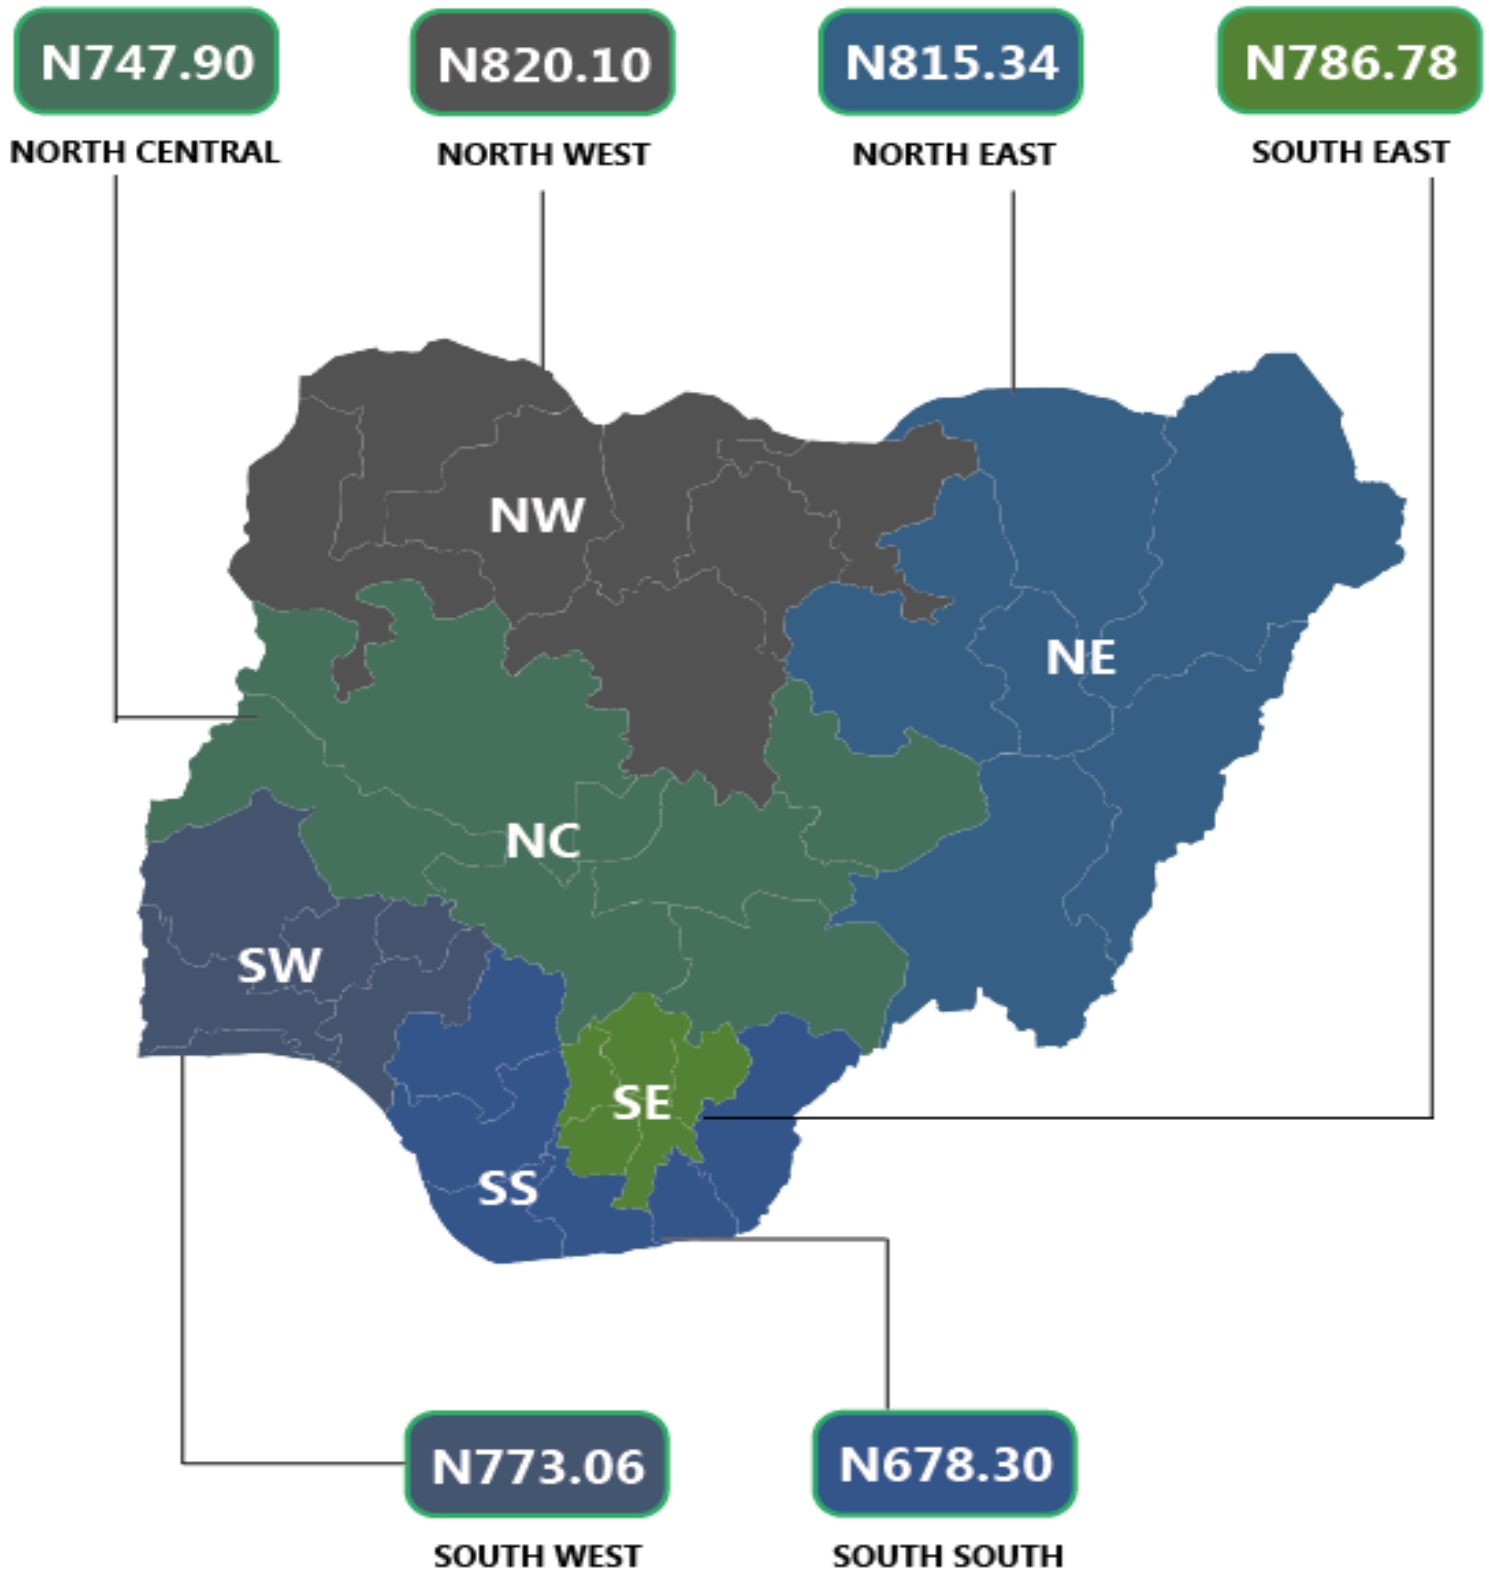 N747.90
NORTH CENTRAL
N820.10
NORTH WEST
N815.34
NORTH EAST
N786.78
SOUTH EAST
NW
NE
NC
SW
SE
SS
N773.06
SOUTH WEST
N678.30
SOUTH SOUTH